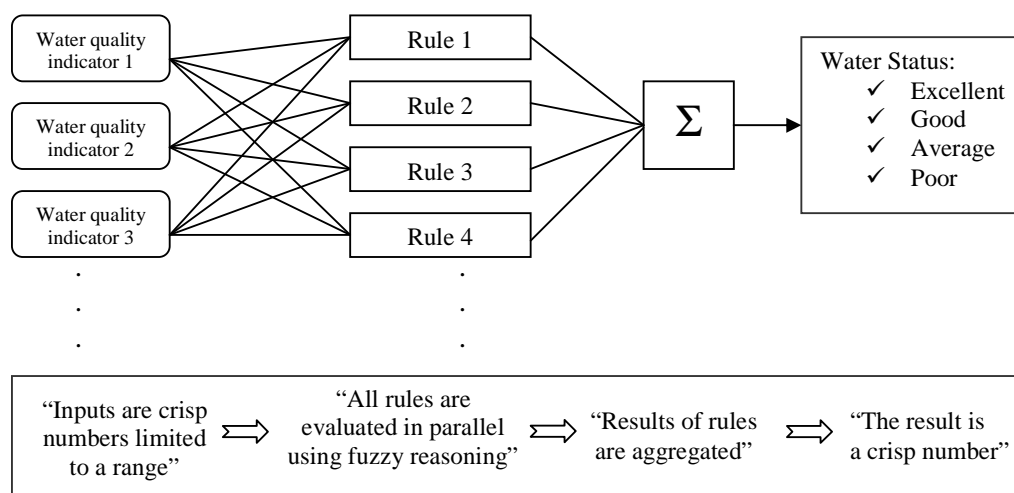 Water quality
indicator 1
Water quality
indicator 2
Water quality
indicator 3
.
.
.
Rule 1
Rule 2
Rule 3
Rule 4
.
.
.
Σ
Water Status:
✓ Excellent
✓ Good
✓ Average
✓ Poor
“Inputs are crisp
numbers limited
to a range”
“All rules are
evaluated in parallel
using fuzzy reasoning”
“Results of rules
are aggregated”
“The result is
a crisp number”